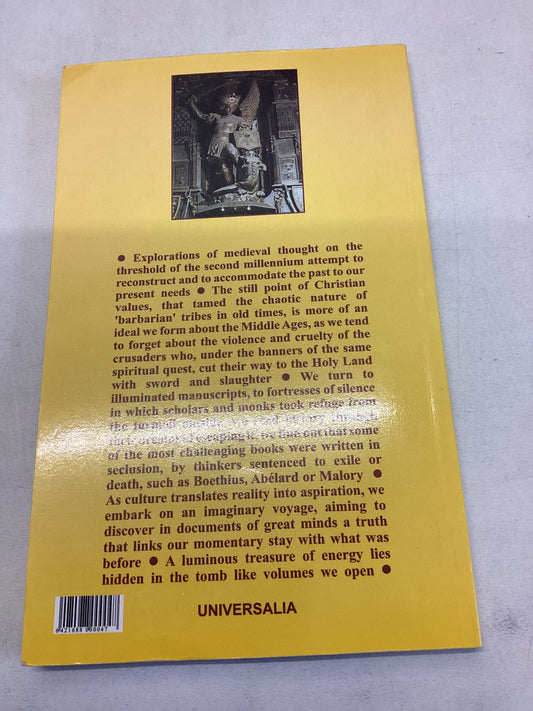 ● Explorations of medieval thought on the
threshold of the second millennium attempt to
reconstruct and to accommodate the past to our
present needs ● The still point of Christian
values, that tamed the chaotic nature of
'barbarian' tribes in old times, is more of an
ideal we form about the Middle Ages, as we tend
to forget about the violence and cruelty of the
crusaders who, under the banners of the same
spiritual quest, cut their way to the Holy Land
with sword and slaughter ● We turn to
illuminated manuscripts, to fortresses of silence
in which scholars and monks took refuge from
the turmoil
of escaping it, we find out that some
of the most challenging books were written in
seclusion, by thinkers sentenced to exile or
death, such as Boethius, Abélard or Malory ●
As culture translates reality into aspiration, we
embark on an imaginary voyage, aiming to
discover in documents of great minds a truth
that links our momentary stay with what was
before ● A luminous treasure of energy lies
hidden in the tomb like volumes we open ●
6421688 000047
UNIVERSALIA